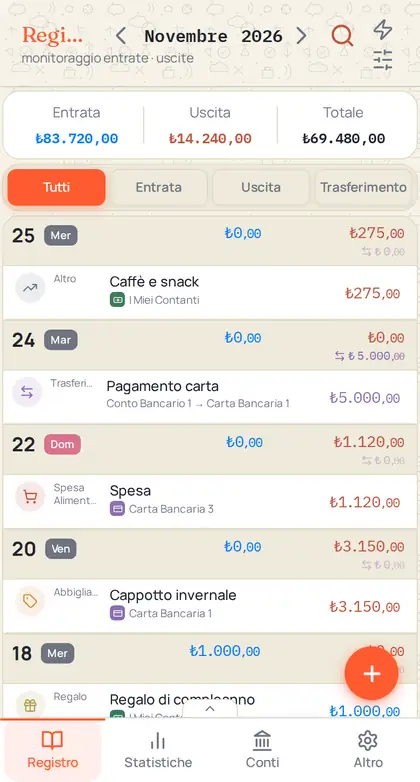 Regi...
Novembre 2026
monitoraggio entrate · uscite
Entrata
Uscita
Totale
₺83.720,00
₺14.240,00
₺69.480,00
Tutti
Entrata
Uscita
Trasferimento
25 Mer ₺0,00 ₺275,00
⇆ ₺ 0,00
Altro
Caffè e snack
I Miei Contanti
₺275,00
24 Mar ₺0,00 ₺0,00
⇆ ₺ 5.000,00
Trasferi...
Pagamento carta
Conto Bancario 1 → Carta Bancaria 1
₺5.000,00
22 Dom ₺0,00 ₺1.120,00
⇆ ₺ 0,00
Spesa
Aliment...
Spesa
Carta Bancaria 3
₺1.120,00
20 Ven ₺0,00 ₺3.150,00
⇆ ₺ 0,00
Abbiglia...
Cappotto invernale
Carta Bancaria 1
₺3.150,00
18 Mer ₺1.000,00
Regalo
Regalo di compleanno
₺1.000,00
Registro
Statistiche
Conti
Altro